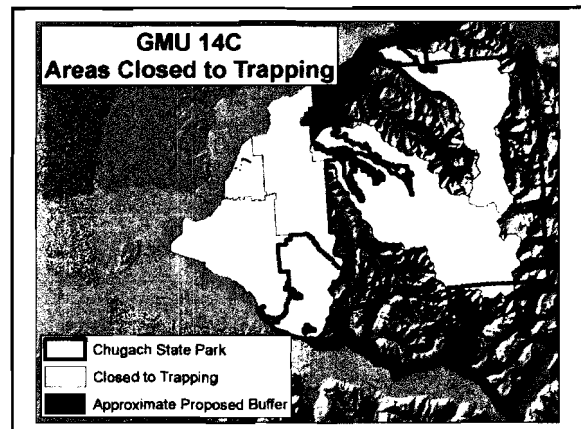 GMU 14C
Areas Closed to Trapping
Chugach State Park
Closed to Trapping
Approximate Proposed Buffer